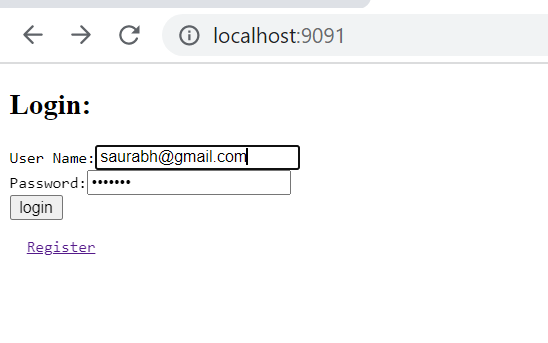 localhost:9091
Login:
User Name: saurabh@gmail.com
Password: •••••••
login
Register